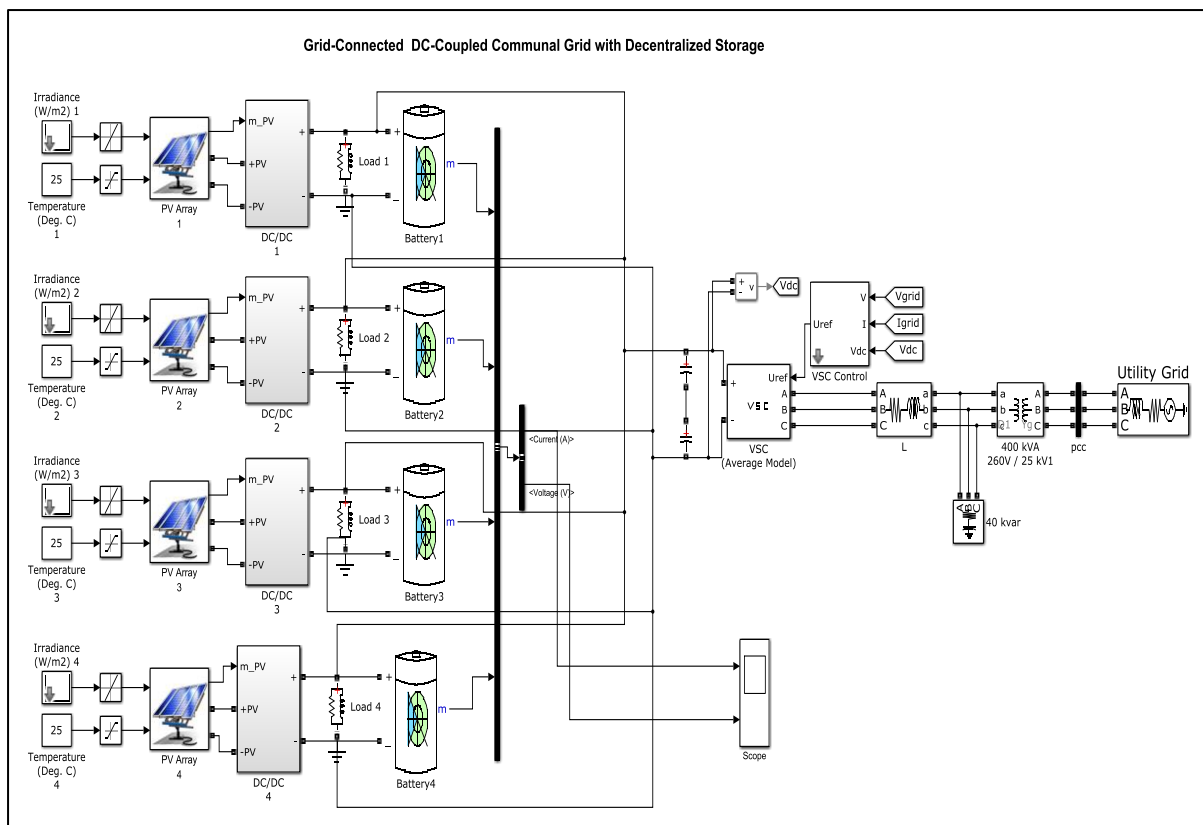 Grid-Connected DC-Coupled Communal Grid with Decentralized Storage
Irradiance
(W/m2) 1
25
Temperature
(Deg. C)
1
PV Array
1
m_PV
+PV
-PV
+
-
DC/DC
1
Load 1
+
_
m
Battery1
Irradiance
(W/m2) 2
25
Temperature
(Deg. C)
2
PV Array
2
m_PV
+PV
-PV
+
-
DC/DC
2
Load 2
+
_
m
Battery2
Irradiance
(W/m2) 3
25
Temperature
(Deg. C)
3
PV Array
3
m_PV
+PV
-PV
+
-
DC/DC
3
Load 3
+
_
m
Battery3
Irradiance
(W/m2) 4
25
Temperature
(Deg. C)
4
PV Array
4
m_PV
+PV
-PV
+
-
DC/DC
4
Load 4
+
_
m
Battery4
<Current (A)>
<Voltage (V)>
Scope
+
-
v
Vdc
Uref
V
I
Vdc
VSC Control
Vgrid
Igrid
Vdc
+
-
VSC
Uref
A
B
C
VSC
(Average Model)
A
B
C
a
b
c
L
a
b
c
A
B
C
400 kVA
260V / 25 kV1
pcc
Utility Grid
A
B
C
A
B
C
40 kvar